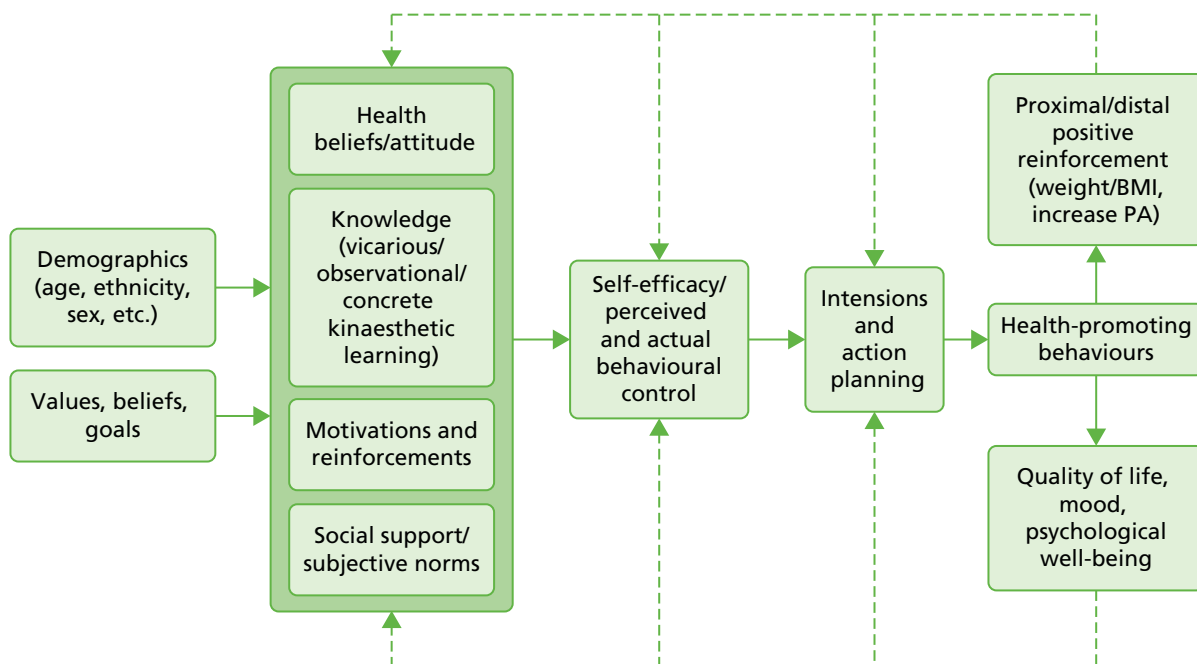 Demographics
(age, ethnicity,
sex, etc.)
Values, beliefs,
goals
Health
beliefs/attitude
Knowledge
(vicarious/
observational/
concrete
kinaesthetic
learning)
Motivations and
reinforcements
Social support/
subjective norms
Self-efficacy/
perceived
and actual
behavioural
control
Intensions
and
action
planning
Health-promoting
behaviours
Proximal/distal
positive
reinforcement
(weight/BMI,
increase PA)
Quality of life,
mood,
psychological
well-being